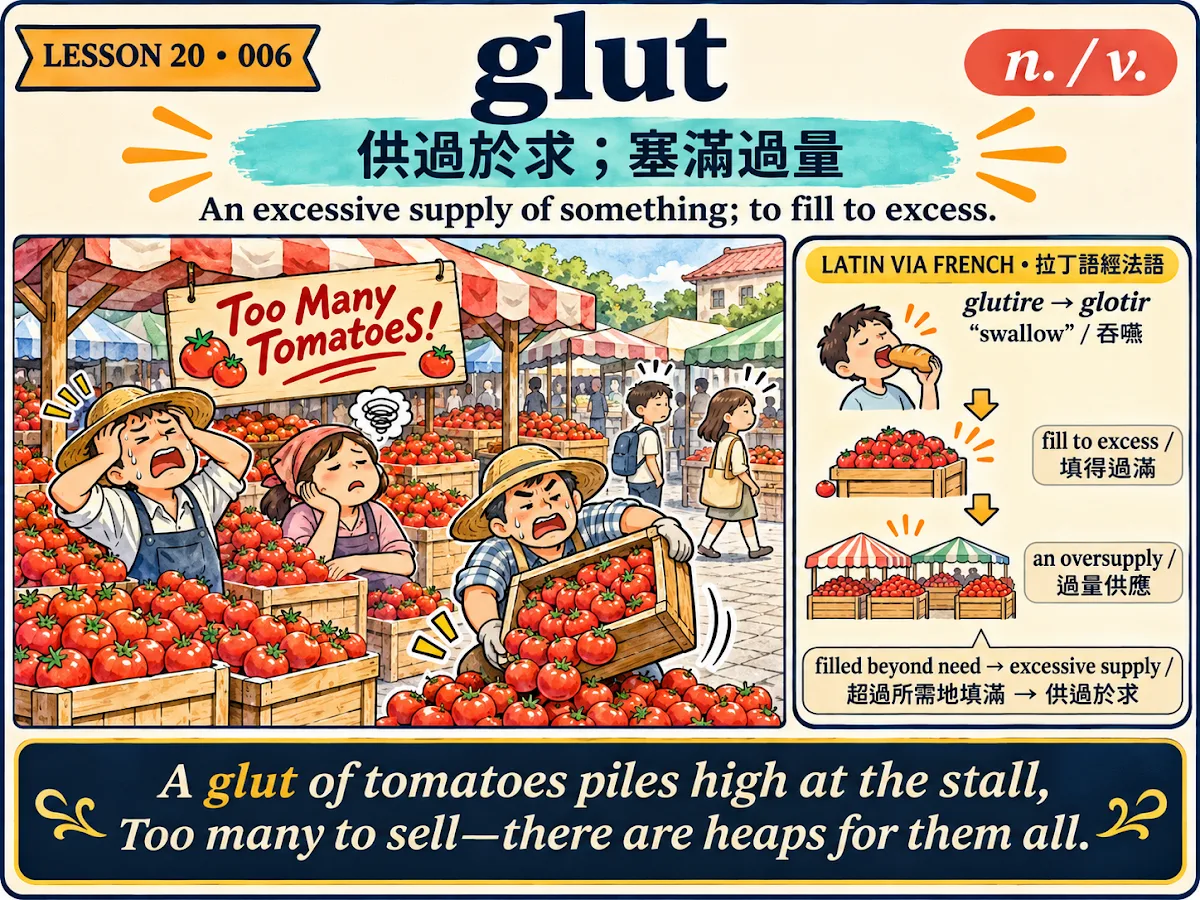 LESSON 20 • 006
glut
n. / v.
供過於求；塞滿過量
An excessive supply of something; to fill to excess.
Too Many
Tomatoes!
LATIN VIA FRENCH • 拉丁語經法語
glutire → glotir
“swallow” / 吞嚥
fill to excess /
填得過滿
an oversupply /
過量供應
filled beyond need → excessive supply /
超過所需地填滿 → 供過於求
A glut of tomatoes piles high at the stall,
Too many to sell—there are heaps for them all.